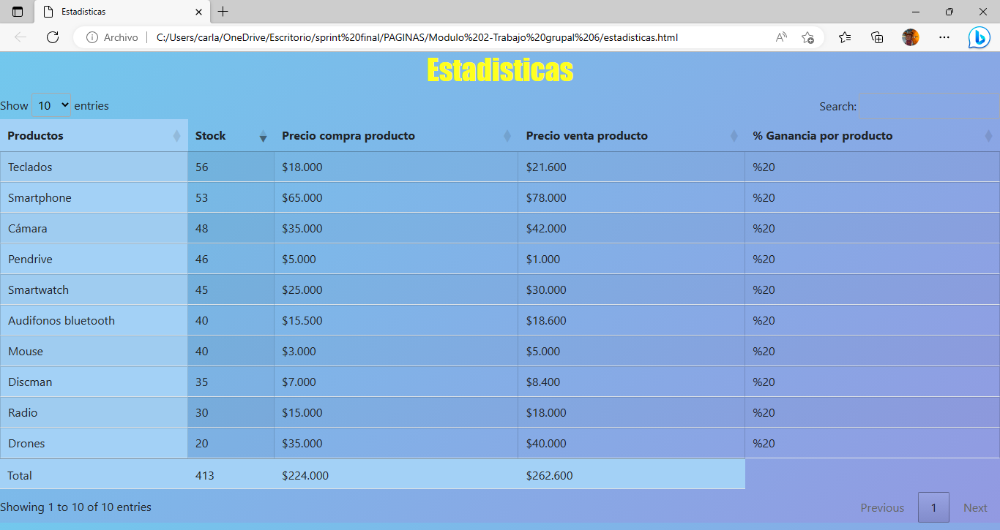 Estadisticas
Archivo C:/Users/carla/OneDrive/Escritorio/sprint%20final/PAGINAS/Modulo%202-Trabajo%20grupal%206/estadisticas.html
Estadisticas
Show 10 entries Search:
Productos Stock Precio compra producto Precio venta producto % Ganancia por producto
Teclados 56 $18.000 $21.600 %20
Smartphone 53 $65.000 $78.000 %20
Cámara 48 $35.000 $42.000 %20
Pendrive 46 $5.000 $1.000 %20
Smartwatch 45 $25.000 $30.000 %20
Audifonos bluetooth 40 $15.500 $18.600 %20
Mouse 40 $3.000 $5.000 %20
Discman 35 $7.000 $8.400 %20
Radio 30 $15.000 $18.000 %20
Drones 20 $35.000 $40.000 %20
Total 413 $224.000 $262.600
Showing 1 to 10 of 10 entries Previous 1 Next